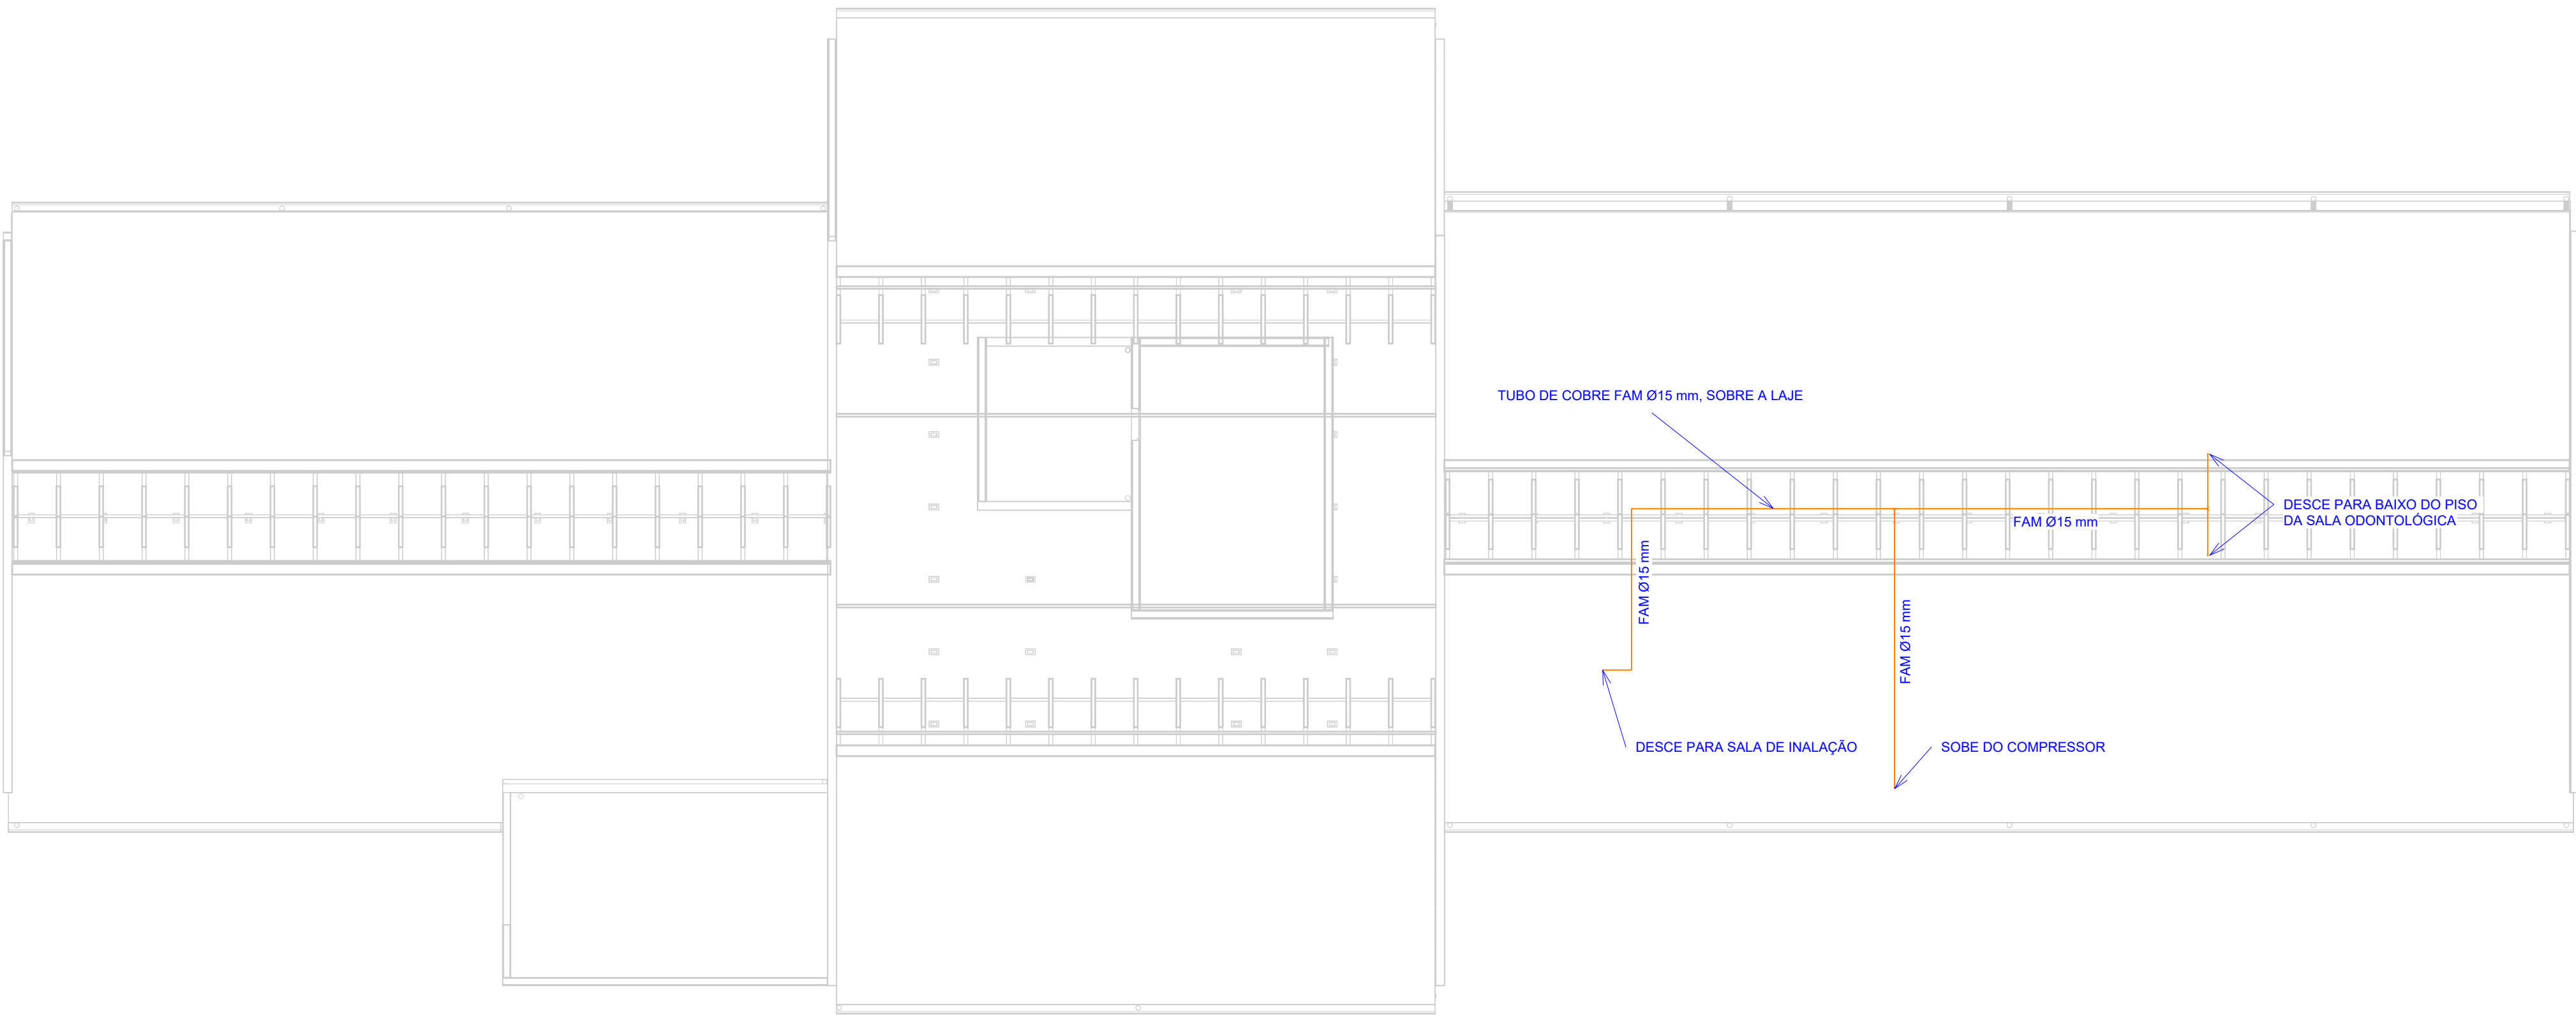 TUBO DE COBRE FAM Ø15 mm, SOBRE A LAJE
DESCE PARA BAIXO DO PISO
DA SALA ODONTOLÓGICA
FAM Ø15 mm
FAM Ø15 mm
FAM Ø15 mm
DESCE PARA SALA DE INALAÇÃO
SOBE DO COMPRESSOR